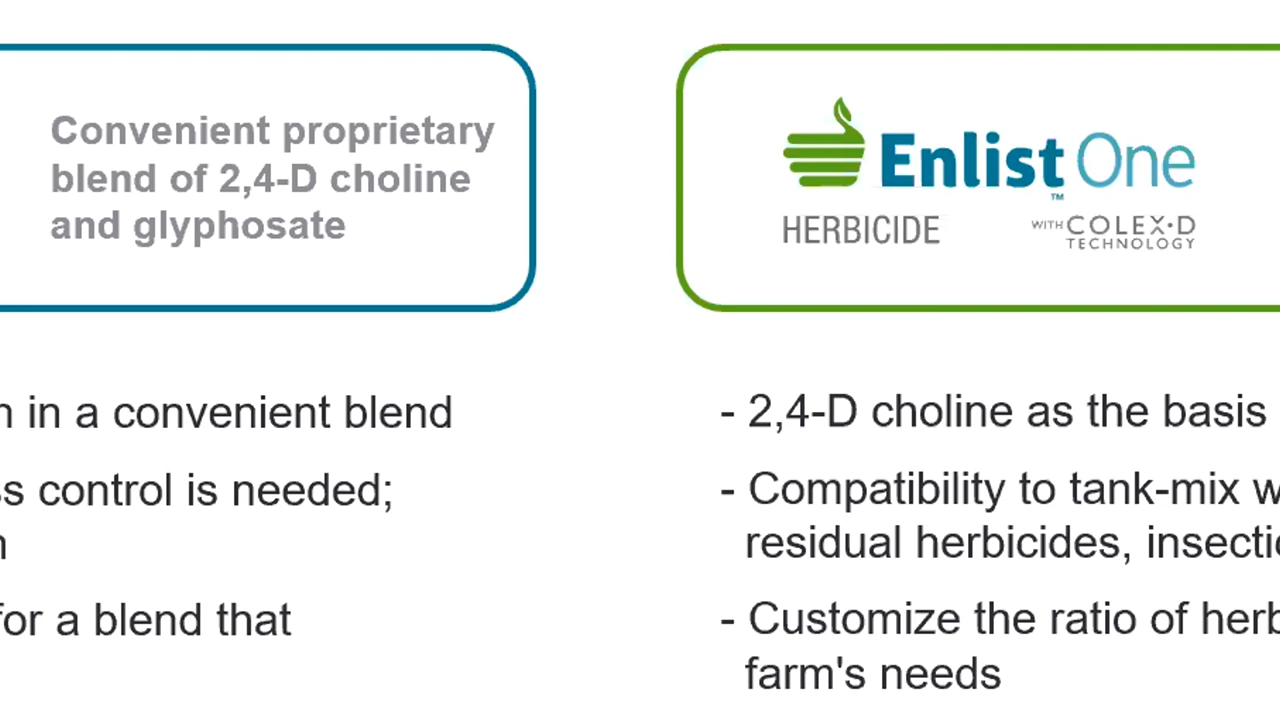 Convenient proprietary
blend of 2,4-D choline
and glyphosate
in a convenient blend
control is needed;
for a blend that
Enlist One
™
HERBICIDE
WITH COLEX•D
TECHNOLOGY
- 2,4-D choline as the basis
- Compatibility to tank-mix
residual herbicides,
- Customize the ratio of
farm's needs